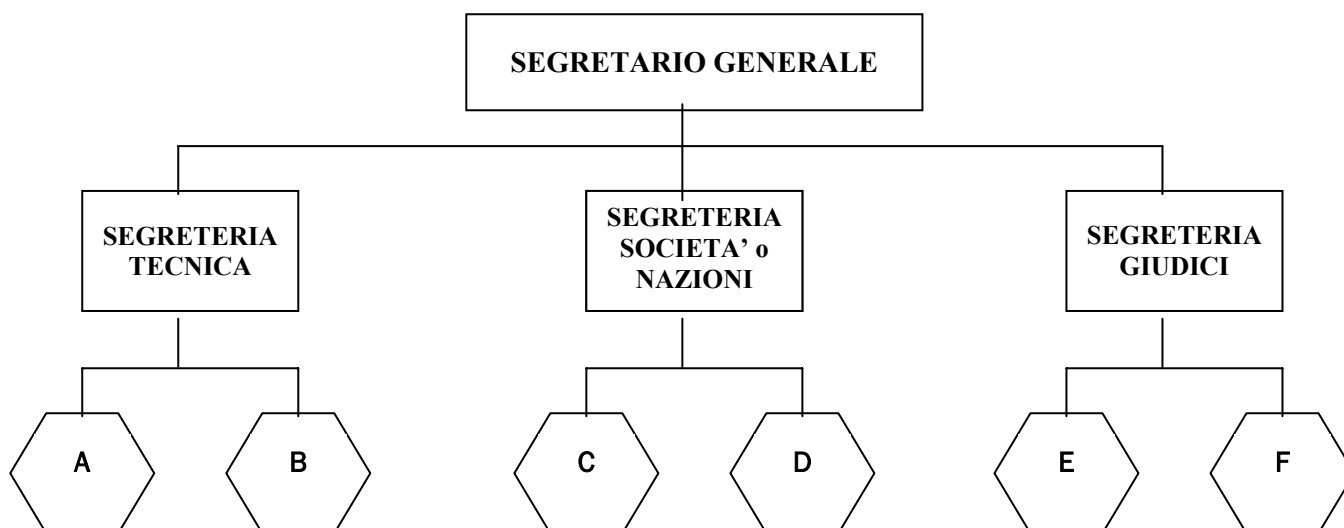 SEGRETARIO GENERALE
SEGRETERIA
TECNICA
SEGRETERIA
SOCIETA’ o
NAZIONI
SEGRETERIA
GIUDICI
A
B
C
D
E
F